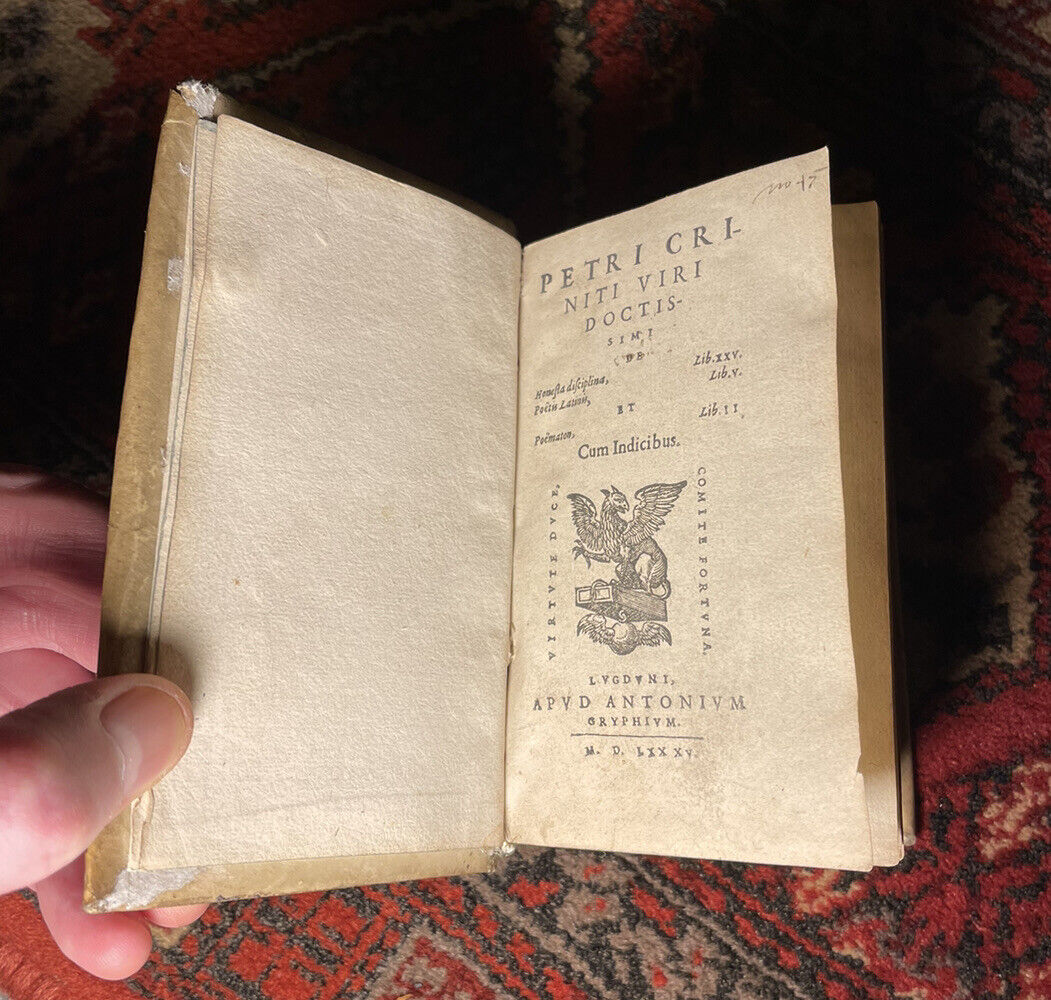 PETRI CRI-
NITI VIRI
DOCTIS-
SIMI
DE
Honesta disciplina, Lib. XXV.
Poëtis Latinis, Lib. V.
ET
Poëmaton, Lib. II
Cum Indicibus.
VIRTVTE DVCE,
COMITE FORTVNA.
LVGDVNI,
APVD ANTONIVM
GRYPHIVM.
M. D. LXXXV.